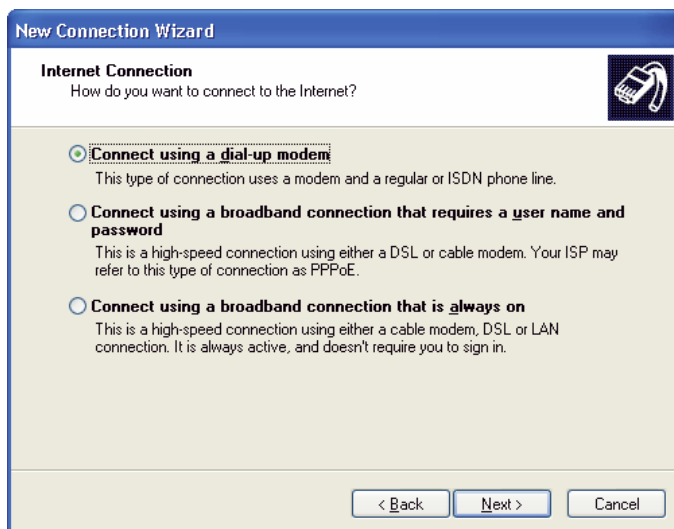 New Connection Wizard
Internet Connection
How do you want to connect to the Internet?
Connect using a dial-up modem
This type of connection uses a modem and a regular or ISDN phone line.
Connect using a broadband connection that requires a user name and
password
This is a high-speed connection using either a DSL or cable modem. Your ISP may
refer to this type of connection as PPPoE.
Connect using a broadband connection that is always on
This is a high-speed connection using either a cable modem, DSL or LAN
connection. It is always active, and doesn't require you to sign in.
< Back Next > Cancel